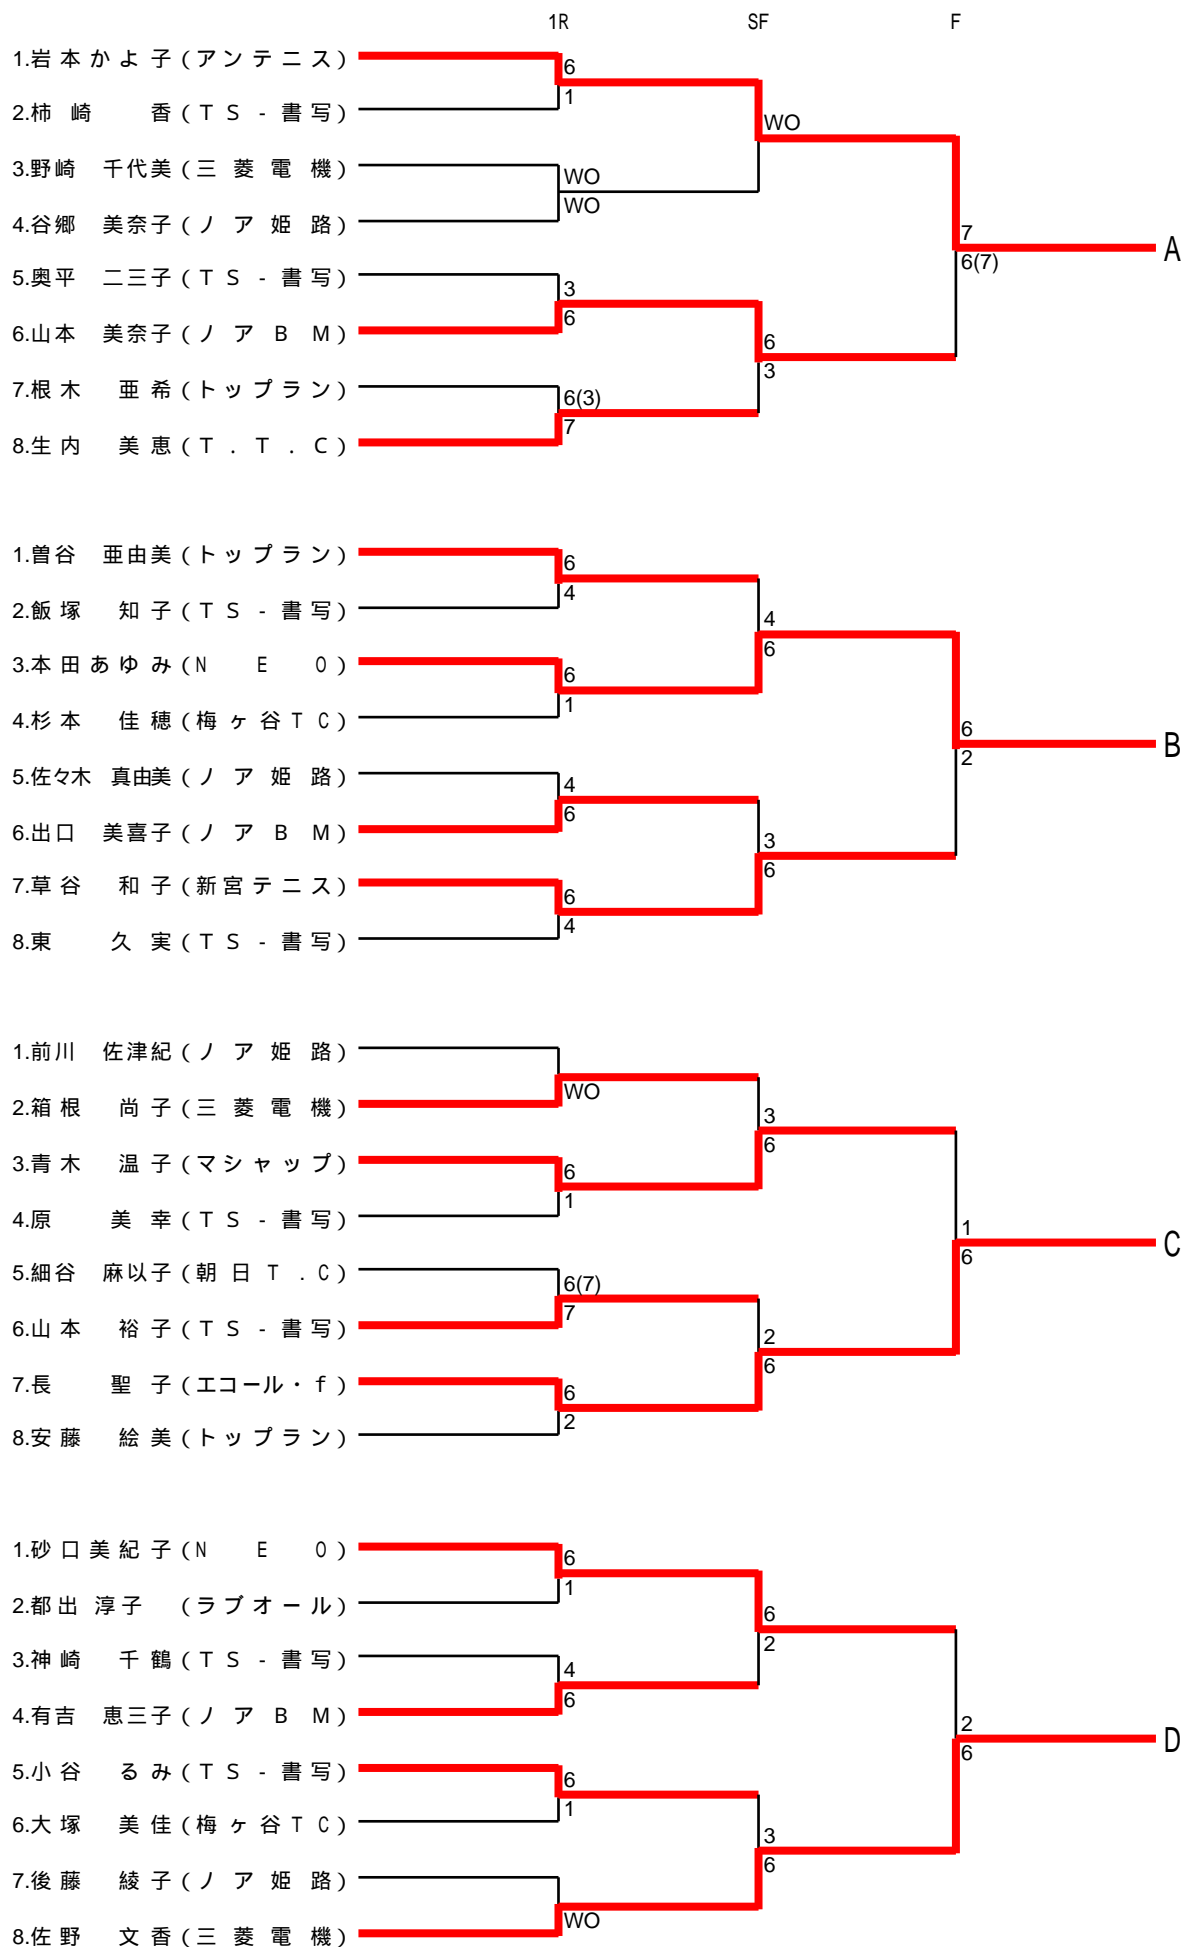 1R SF F
1.岩本かよ子(アンテニス)
6
1
2.柿崎 香(TS-書写)
WO
3.野崎 千代美(三菱電機)
WO
WO
4.谷郷 美奈子(ノア姫路)
7
6(7)
A
5.奥平 二三子(TS-書写)
3
6
6.山本 美奈子(ノアBM)
6
3
7.根木 亜希(トップラン)
6(3)
7
8.生内 美恵(T.T.C)
1.曽谷 亜由美(トップラン)
6
4
2.飯塚 知子(TS-書写)
4
6
3.本田あゆみ(NEO)
6
1
4.杉本 佳穂(梅ヶ谷TC)
6
2
B
5.佐々木 真由美(ノア姫路)
4
6
6.出口 美喜子(ノアBM)
3
6
7.草谷 和子(新宮テニス)
6
4
8.東 久実(TS-書写)
1.前川 佐津紀(ノア姫路)
WO
2.箱根 尚子(三菱電機)
3
6
3.青木 温子(マシャップ)
6
1
4.原 美幸(TS-書写)
1
6
C
5.細谷 麻以子(朝日T.C)
6(7)
7
6.山本 裕子(TS-書写)
2
6
7.長 聖子(エコール・f)
6
2
8.安藤 絵美(トップラン)
1.砂口美紀子(NEO)
6
1
2.都出 淳子 (ラブオール)
6
2
3.神崎 千鶴(TS-書写)
4
6
4.有吉 恵三子(ノアBM)
2
6
D
5.小谷 るみ(TS-書写)
6
1
6.大塚 美佳(梅ヶ谷TC)
3
6
7.後藤 綾子(ノア姫路)
WO
8.佐野 文香(三菱電機)